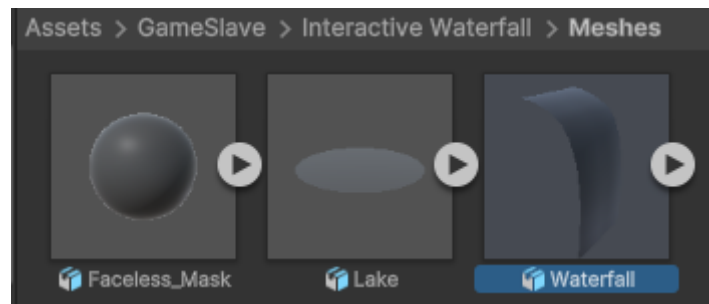 Assets > GameSlave > Interactive Waterfall > Meshes
Faceless_Mask Lake Waterfall